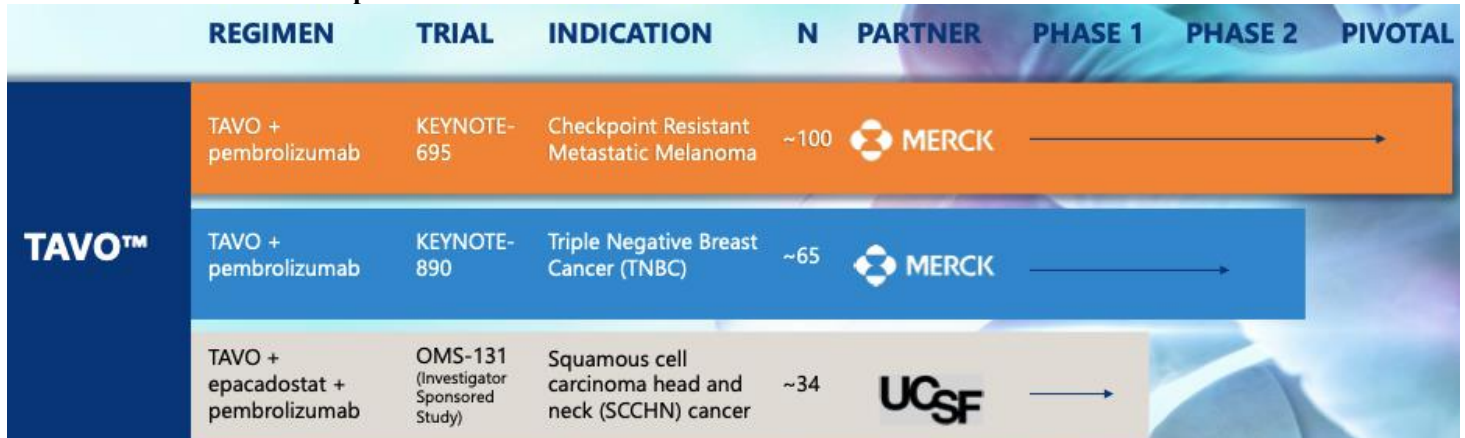 REGIMEN TRIAL INDICATION N PARTNER PHASE 1 PHASE 2 PIVOTAL
TAVO™
TAVO +
pembrolizumab
KEYNOTE-
695
Checkpoint Resistant
Metastatic Melanoma
~100
MERCK
TAVO +
pembrolizumab
KEYNOTE-
890
Triple Negative Breast
Cancer (TNBC)
~65
MERCK
TAVO +
epacadostat +
pembrolizumab
OMS-131
(Investigator
Sponsored
Study)
Squamous cell
carcinoma head and
neck (SCCHN) cancer
~34
UCSF